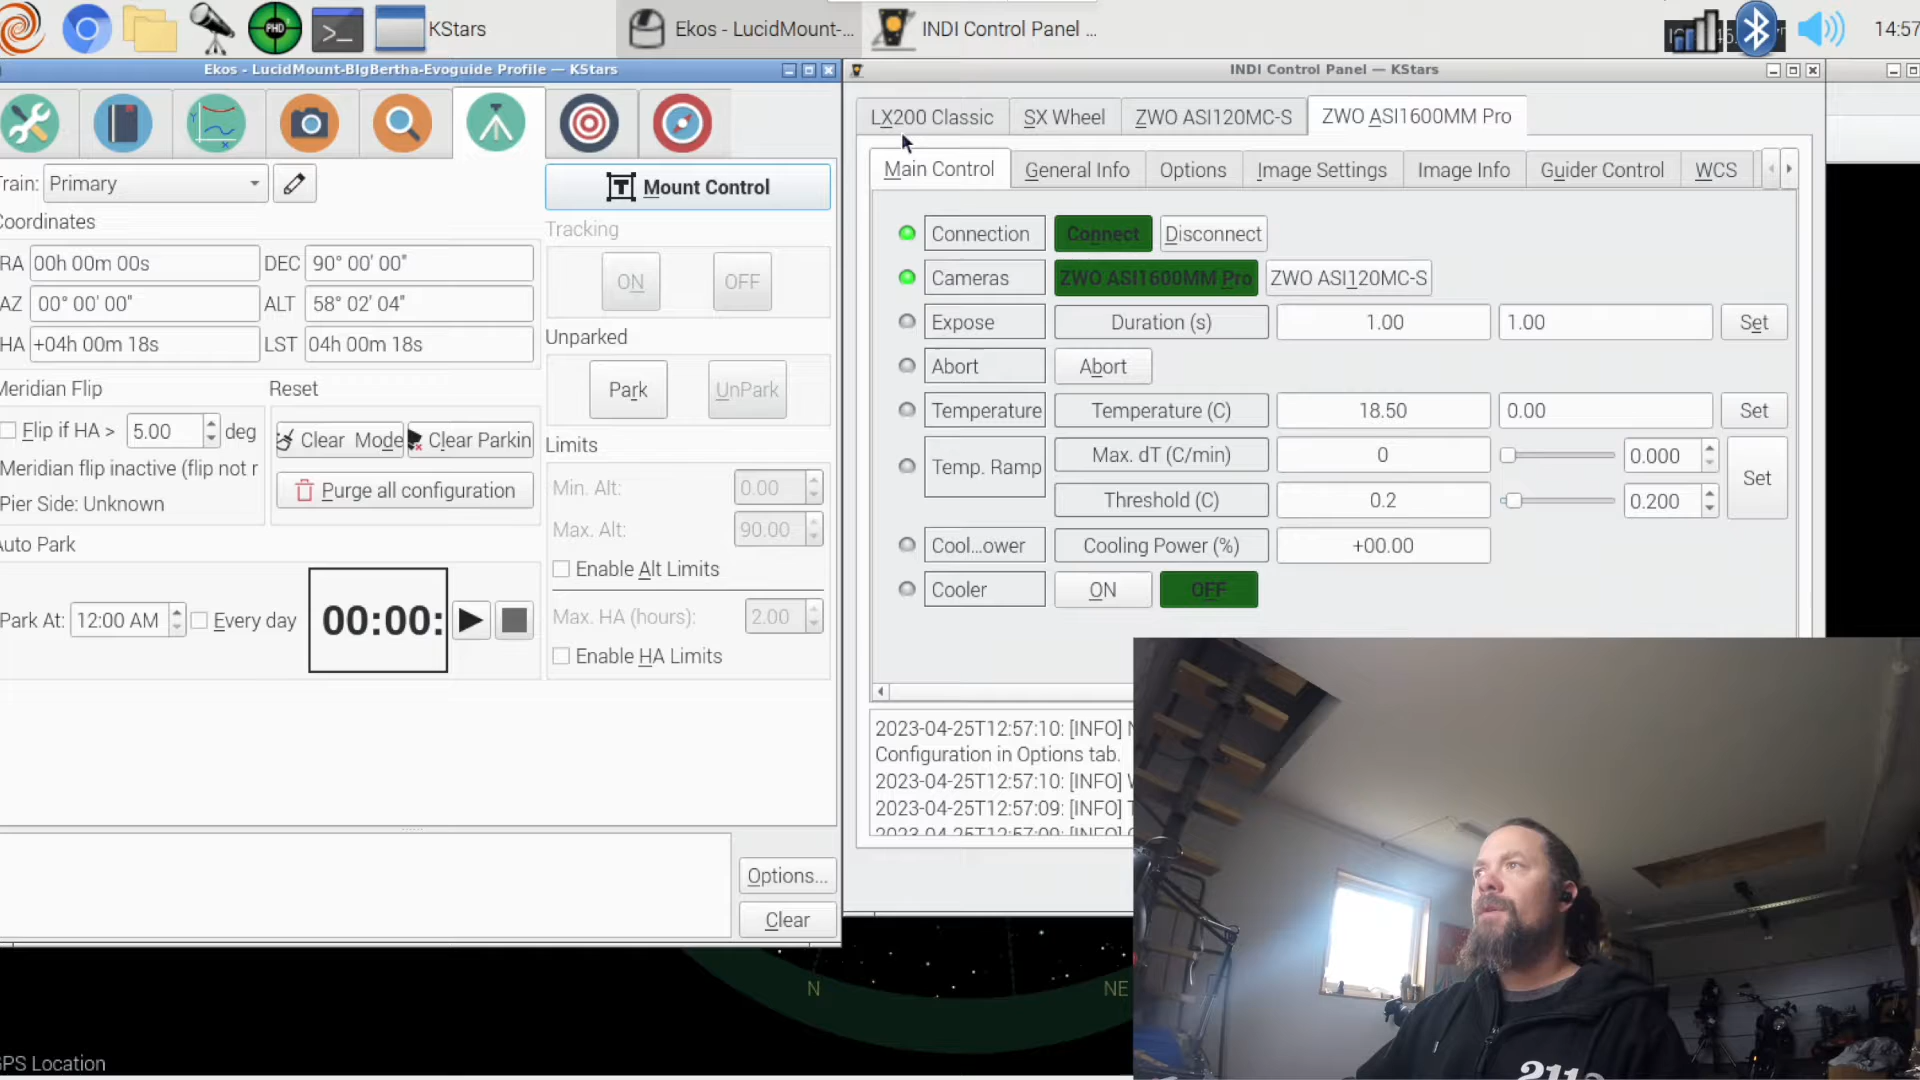 PHD
>_
KStars
Ekos - LucidMount-...
INDI Control Panel ...
14:57
Ekos - LucidMount-BIgBertha-Evoguide Profile — KStars
INDI Control Panel — KStars
Train:
Primary
Mount Control
Coordinates
RA
00h 00m 00s
DEC
90° 00' 00"
AZ
00° 00' 00"
ALT
58° 02' 04"
HA
+04h 00m 18s
LST
04h 00m 18s
Tracking
ON
OFF
Unparked
Park
UnPark
Meridian Flip
Reset
Flip if HA >
5.00
deg
Clear Mode
Clear Parkin
Meridian flip inactive (flip not r
Purge all configuration
Pier Side: Unknown
Limits
Min. Alt:
0.00
Max. Alt:
90.00
Enable Alt Limits
Max. HA (hours):
2.00
Enable HA Limits
Auto Park
Park At:
12:00 AM
Every day
00:00:
Options...
Clear
LX200 Classic
SX Wheel
ZWO ASI120MC-S
ZWO ASI1600MM Pro
Main Control
General Info
Options
Image Settings
Image Info
Guider Control
WCS
Connection
Connect
Disconnect
Cameras
ZWO ASI1600MM Pro
ZWO ASI120MC-S
Expose
Duration (s)
1.00
1.00
Set
Abort
Abort
Temperature
Temperature (C)
18.50
0.00
Set
Temp. Ramp
Max. dT (C/min)
0
0.000
Set
Threshold (C)
0.2
0.200
Cool...ower
Cooling Power (%)
+00.00
Cooler
ON
OFF
2023-04-25T12:57:10: [INFO]
Configuration in Options tab.
2023-04-25T12:57:10: [INFO]
2023-04-25T12:57:09: [INFO]
2023-04-25T12:57:09: [INFO]
N
NE
GPS Location